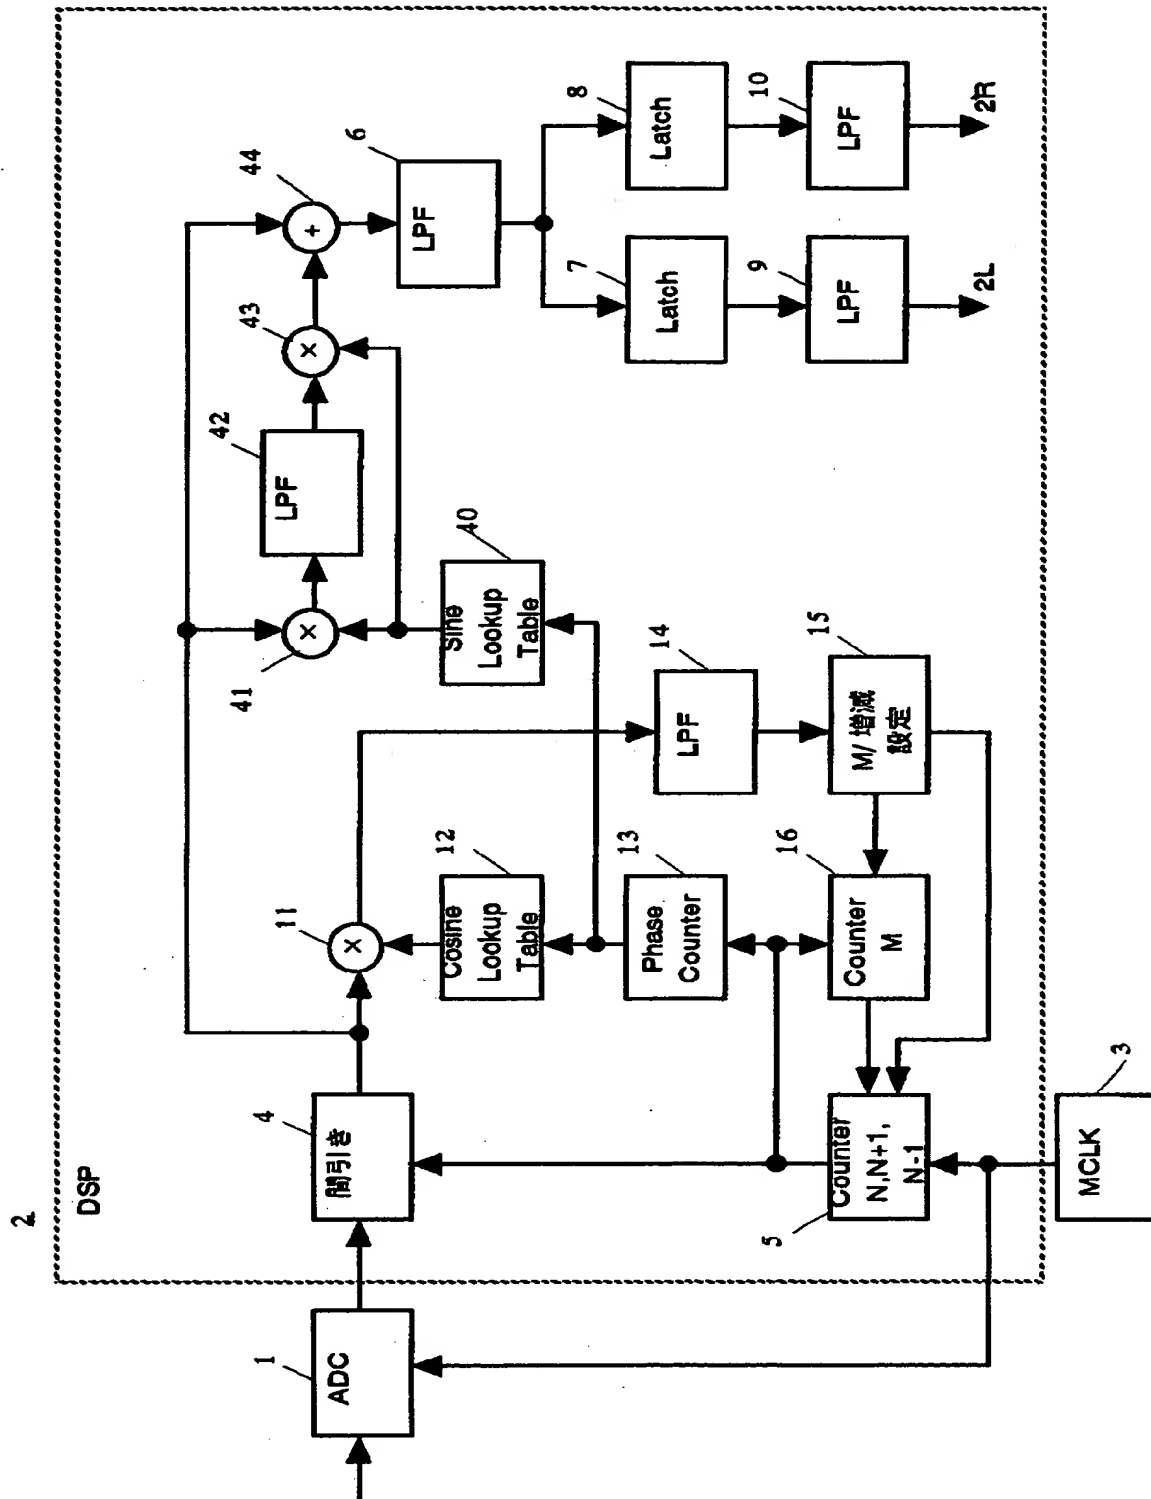 2
DSP
1
ADC
4
間引き
5
Counter
N,N+1,
N-1
3
MCLK
11
×
12
Cosine
Lookup
Table
13
Phase
Counter
16
Counter
M
14
LPF
15
M/増減
設定
41
×
40
Sine
Lookup
Table
42
LPF
43
×
44
+
6
LPF
7
Latch
8
Latch
9
LPF
10
LPF
2L
2R